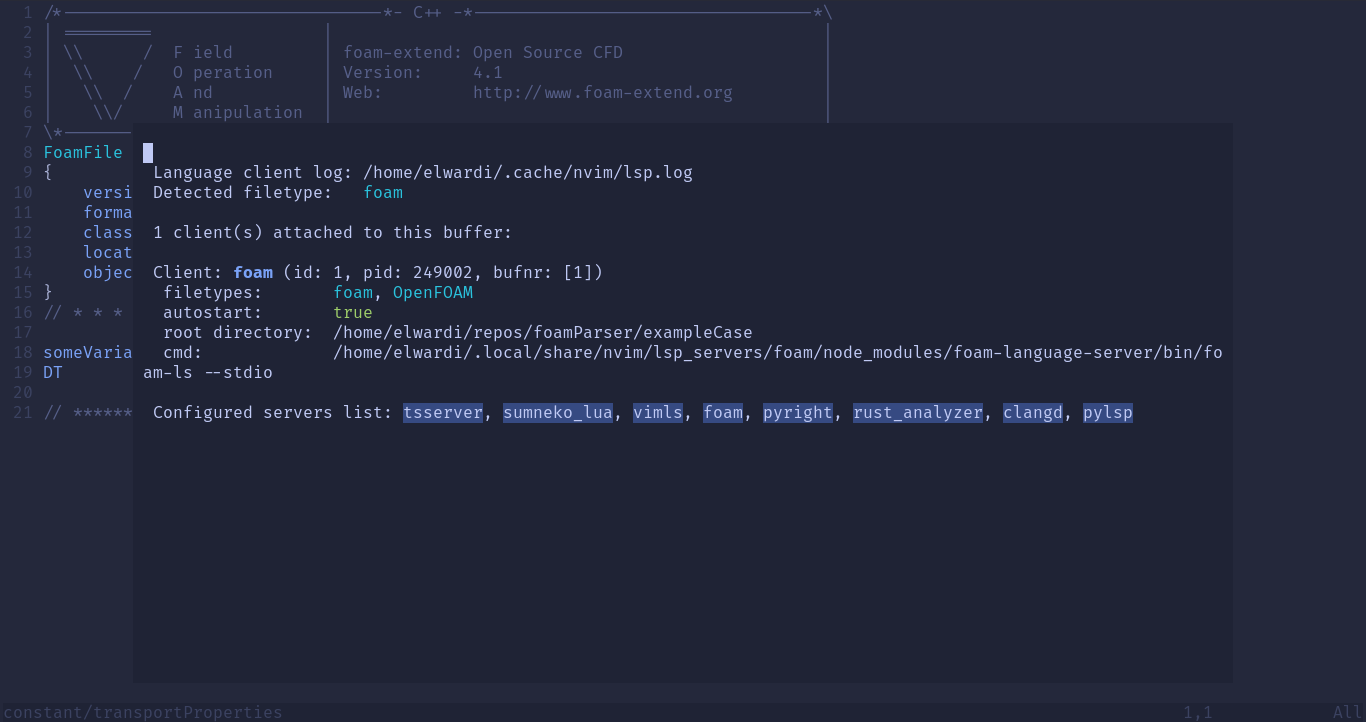 1 /*--------------------------------*- C++ -*----------------------------------*\
2 | ========= | |
3 | \\ / F ield | foam-extend: Open Source CFD |
4 | \\ / O peration | Version: 4.1 |
5 | \\ / A nd | Web: http://www.foam-extend.org |
6 | \\/ M anipulation | |
7 \*-------
8 FoamFile
9 {
Language client log: /home/elwardi/.cache/nvim/lsp.log
10 versi
Detected filetype: foam
11 forma
12 class
1 client(s) attached to this buffer:
13 locat
14 objec
Client: foam (id: 1, pid: 249002, bufnr: [1])
15 }
filetypes: foam, OpenFOAM
16 // * * *
autostart: true
17
root directory: /home/elwardi/repos/foamParser/exampleCase
18 someVaria
cmd: /home/elwardi/.local/share/nvim/lsp_servers/foam/node_modules/foam-language-server/bin/fo
19 DT
am-ls --stdio
20
21 // ******
Configured servers list: tsserver, sumneko_lua, vimls, foam, pyright, rust_analyzer, clangd, pylsp
constant/transportProperties 1,1 All